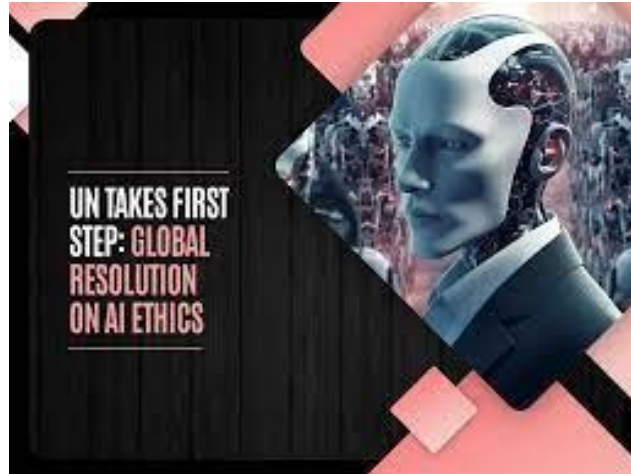 UN TAKES FIRST
STEP: GLOBAL
RESOLUTION
ON AI ETHICS